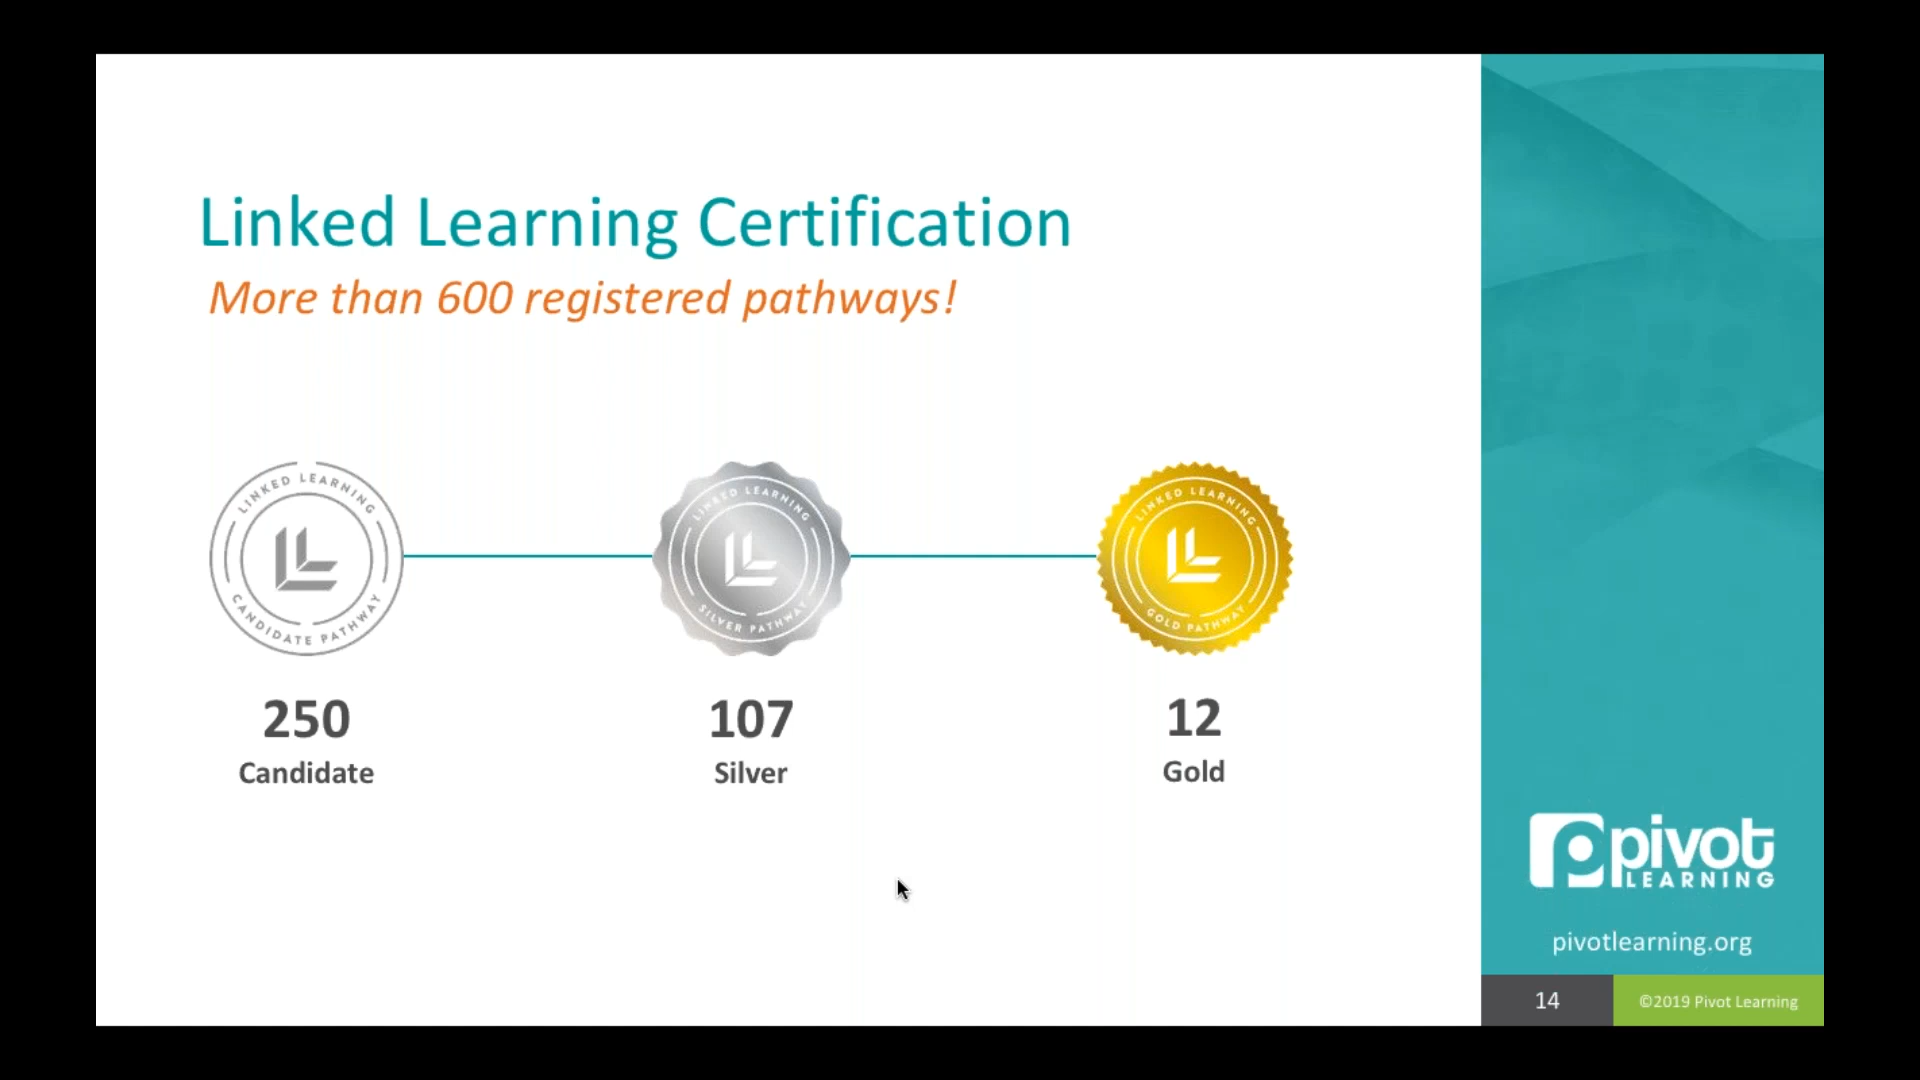 Linked Learning Certification
More than 600 registered pathways!
LINKED LEARNING
CANDIDATE PATHWAY
LINKED LEARNING
SILVER PATHWAY
LINKED LEARNING
GOLD PATHWAY
250
Candidate
107
Silver
12
Gold
pivot
LEARNING
pivotlearning.org
14
©2019 Pivot Learning